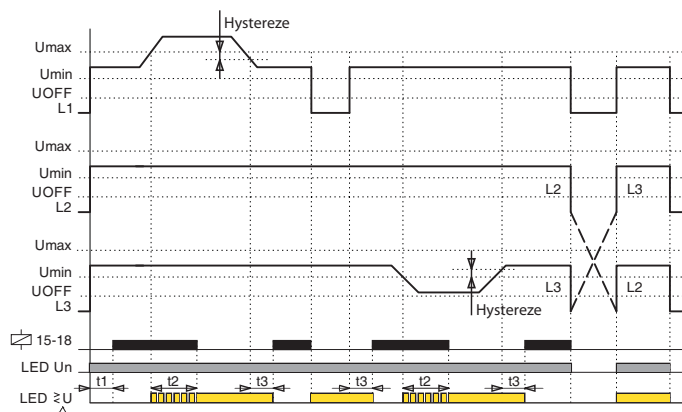 Hystereze
Umax
Umin
UOFF
L1
Umax
Umin
UOFF
L2
L2
L3
Umax
Umin
UOFF
L3
L3
L2
Hystereze
15-18
LED Un
t1
t2
t3
t3
t2
t3
LED ≷U